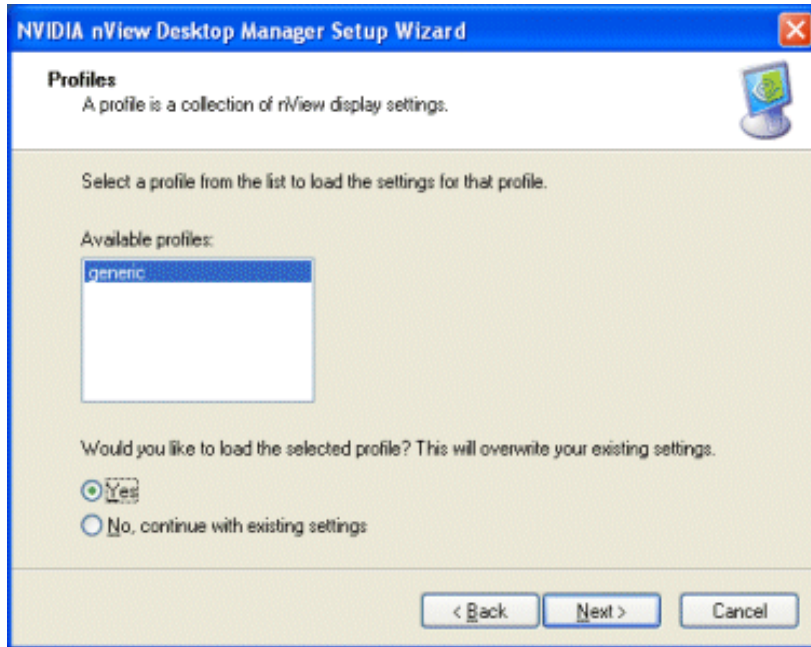 NVIDIA nView Desktop Manager Setup Wizard
Profiles
A profile is a collection of nView display settings.
Select a profile from the list to load the settings for that profile.
Available profiles:
generic
Would you like to load the selected profile? This will overwrite your existing settings.
Yes
No, continue with existing settings
< Back Next > Cancel